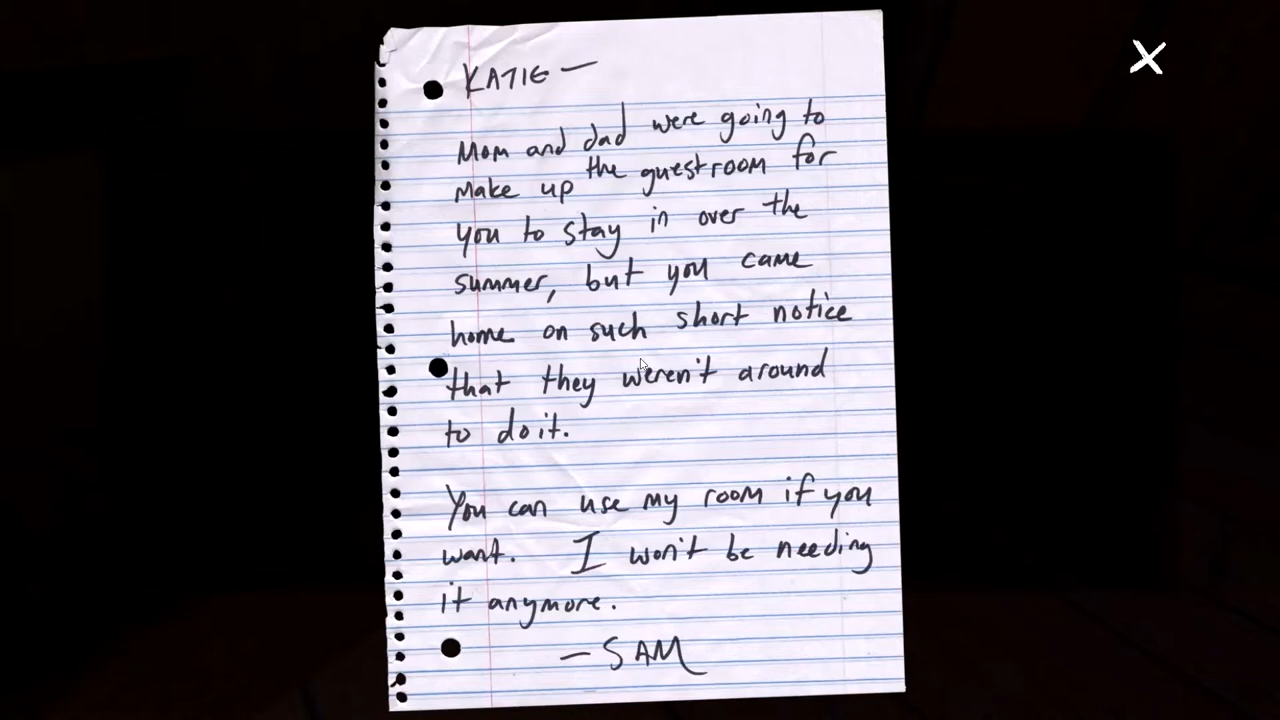 KATIE —
Mom and dad were going to
make up the guestroom for
you to stay in over the
summer, but you came
home on such short notice
that they weren't around
to do it.
You can use my room if you
want. I won't be needing
it anymore.
— SAM